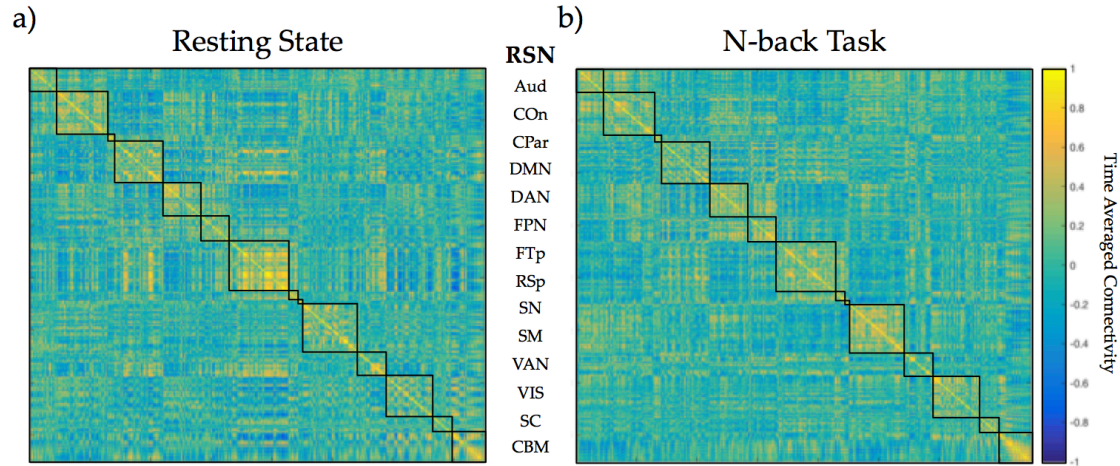 a)
Resting State
RSN
b)
N-back Task
Aud
COn
CPar
DMN
DAN
FPN
FTp
RSp
SN
SM
VAN
VIS
SC
CBM
1
0.8
0.6
0.4
0.2
0
-0.2
-0.4
-0.6
-0.8
-1
Time Averaged Connectivity